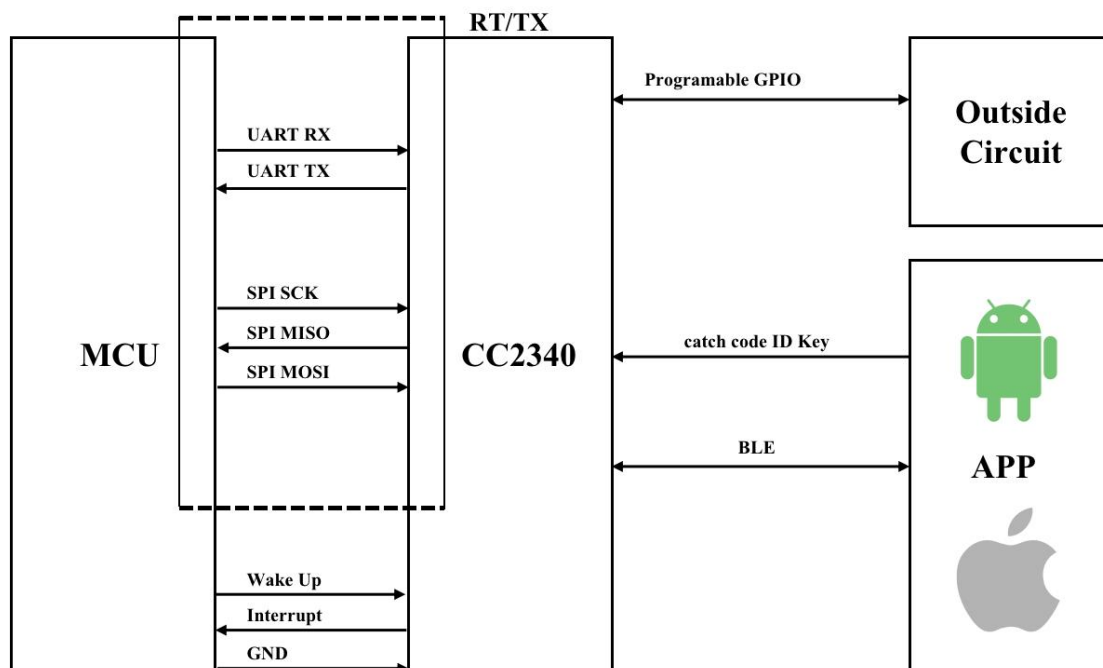 RT/TX
Programable GPIO
Outside
Circuit
UART RX
UART TX
SPI SCK
SPI MISO
SPI MOSI
MCU
CC2340
catch code ID Key
BLE
APP
Wake Up
Interrupt
GND